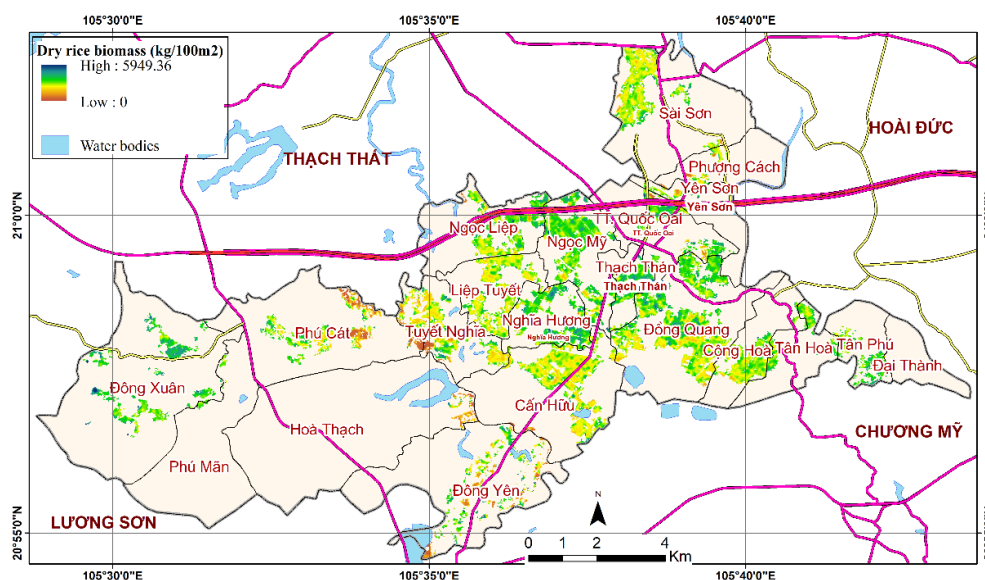 105°30'0"E
105°35'0"E
105°40'0"E
Dry rice biomass (kg/100m2)
High : 5949.36
Low : 0
Water bodies
Sài Sơn
HOÀI ĐỨC
THẠCH THẤT
Phượng Cách
Yên Sơn
Yên Sơn
21°0'0"N
TT. Quốc Oai
Ngọc Liệp
TT. Quốc Oai
Ngọc Mỹ
Thạch Thán
Thạch Thán
Liệp Tuyết
Nghĩa Hương
Phú Cát
Tuyết Nghĩa
Đồng Quang
Nghĩa Hương
Cộng Hoà
Tân Hoà
Tân Phú
Đại Thành
Đông Xuân
Cấn Hữu
Hoà Thạch
CHƯƠNG MỸ
Phú Mãn
Đông Yên
N
LƯƠNG SƠN
20°55'0"N
0 1 2 4
Km
105°30'0"E
105°35'0"E
105°40'0"E